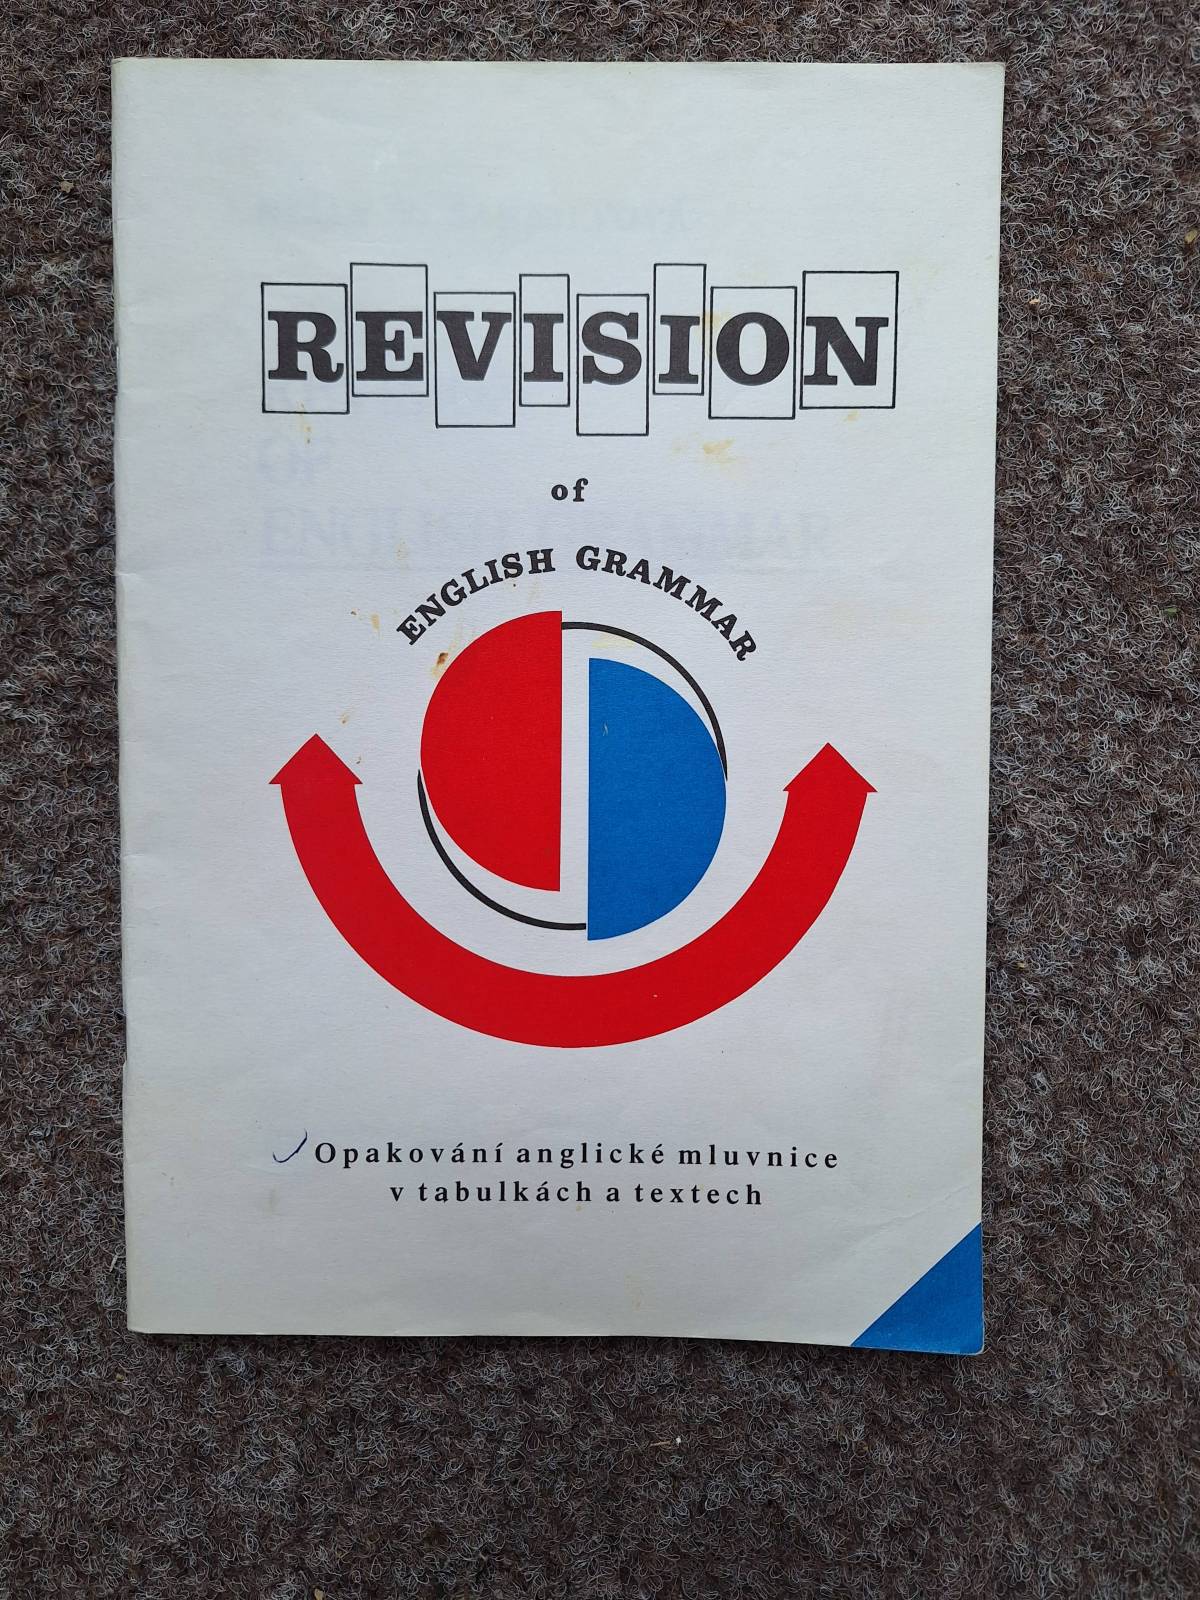 REVISION
of
ENGLISH GRAMMAR
Opakování anglické mluvnice
v tabulkách a textech